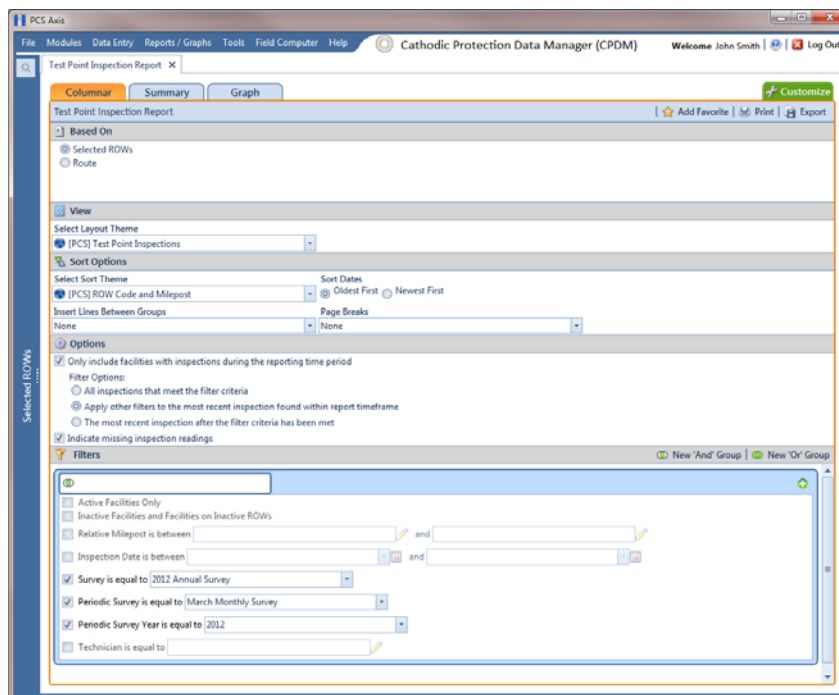 PCS Axis
File Modules Data Entry Reports / Graphs Tools Field Computer Help Cathodic Protection Data Manager (CPDM) Welcome John Smith | Log Out
Test Point Inspection Report
Columnar Summary Graph Customize
Test Point Inspection Report | Add Favorite | Print | Export
Based On
Selected ROWs
Route
View
Select Layout Theme
[PCS] Test Point Inspections
Sort Options
Select Sort Theme Sort Dates
[PCS] ROW Code and Milepost Oldest First Newest First
Insert Lines Between Groups Page Breaks
None None
Options
Only include facilities with inspections during the reporting time period
Filter Options:
All inspections that meet the filter criteria
Apply other filters to the most recent inspection found within report timeframe
The most recent inspection after the filter criteria has been met
Indicate missing inspection readings
Filters New 'And' Group | New 'Or' Group
Active Facilities Only
Inactive Facilities and Facilities on Inactive ROWs
Relative Milepost is between and
Inspection Date is between and
Survey is equal to 2012 Annual Survey
Periodic Survey is equal to March Monthly Survey
Periodic Survey Year is equal to 2012
Technician is equal to
Selected ROWs